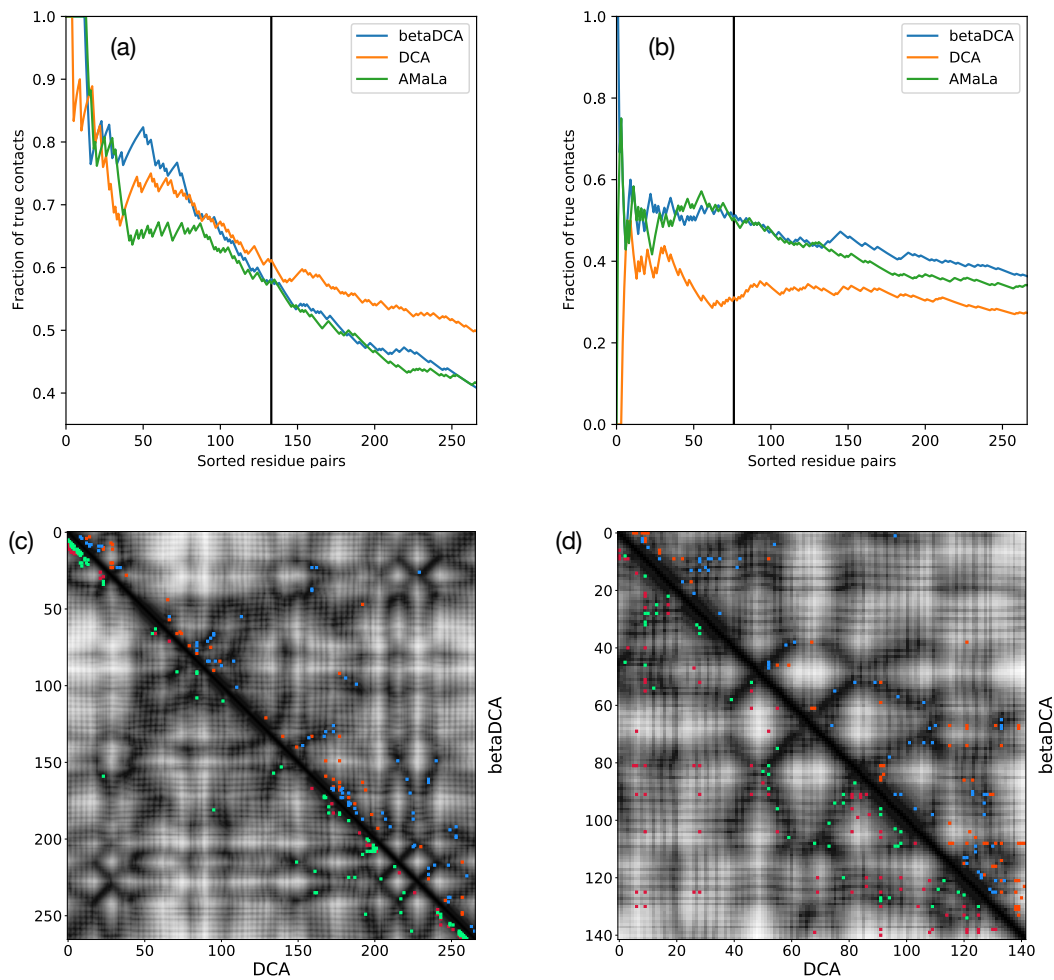 (a)
betaDCA
DCA
AMaLa
1.0
0.9
0.8
0.7
0.6
0.5
0.4
Fraction of true contacts
0 50 100 150 200 250
Sorted residue pairs
(b)
betaDCA
DCA
AMaLa
1.0
0.8
0.6
0.4
0.2
0.0
Fraction of true contacts
0 50 100 150 200 250
Sorted residue pairs
(c)
0
50
100
150
200
250
0 50 100 150 200 250
DCA
betaDCA
(d)
0
20
40
60
80
100
120
140
0 20 40 60 80 100 120 140
DCA
betaDCA